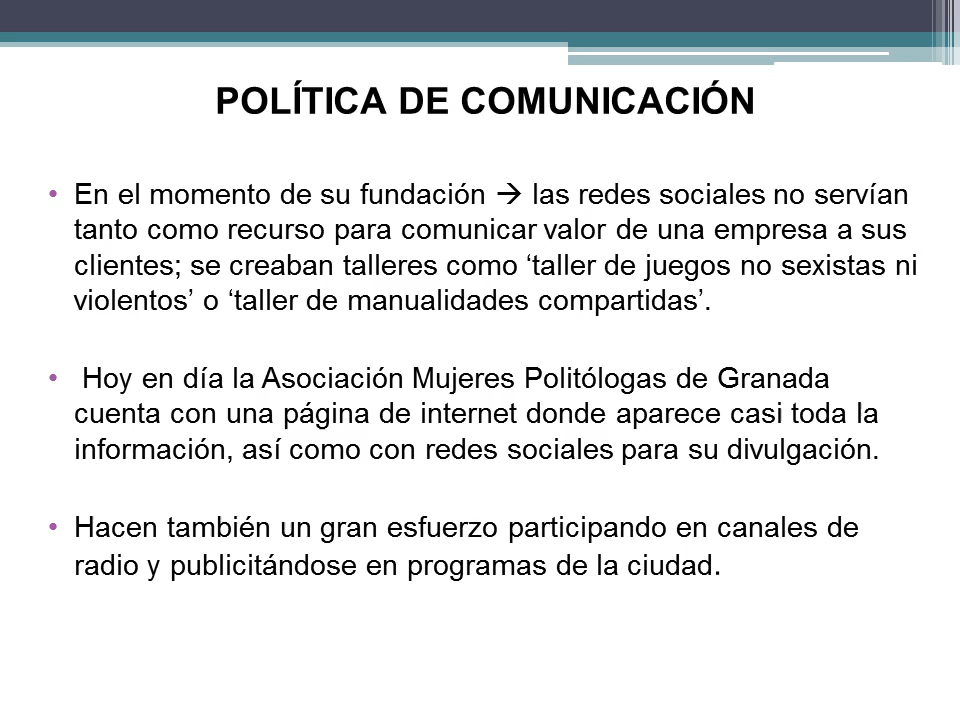 POLÍTICA DE COMUNICACIÓN
• En el momento de su fundación → las redes sociales no servían
tanto como recurso para comunicar valor de una empresa a sus
clientes; se creaban talleres como ‘taller de juegos no sexistas ni
violentos’ o ‘taller de manualidades compartidas’.
• Hoy en día la Asociación Mujeres Politólogas de Granada
cuenta con una página de internet donde aparece casi toda la
información, así como con redes sociales para su divulgación.
• Hacen también un gran esfuerzo participando en canales de
radio y publicitándose en programas de la ciudad.